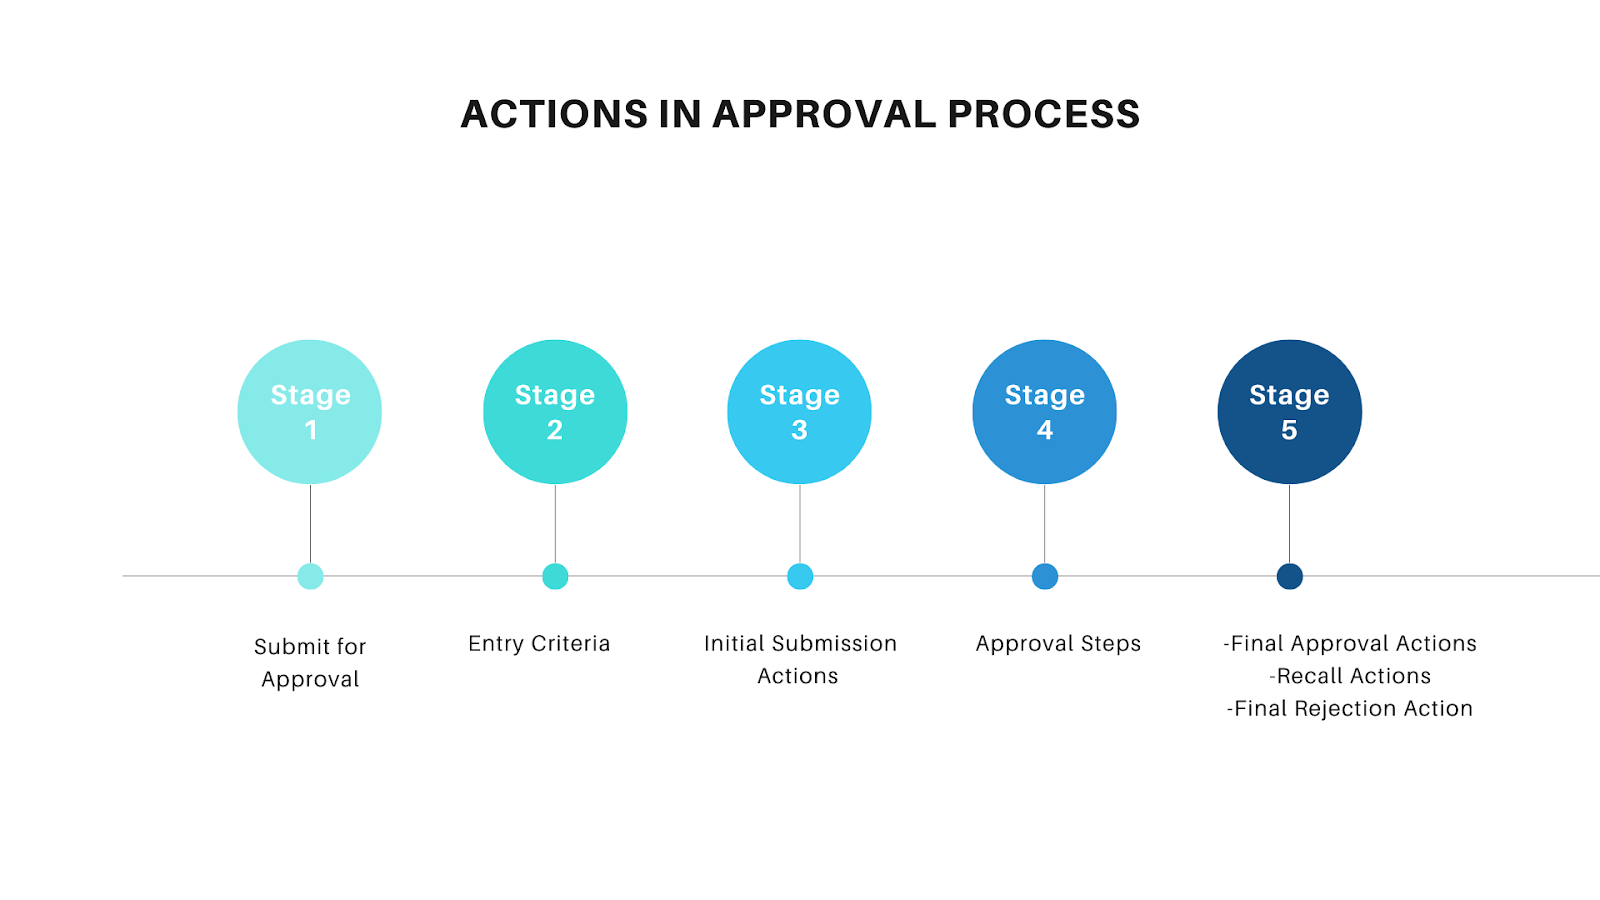 ACTIONS IN APPROVAL PROCESS
Stage
1
Stage
2
Stage
3
Stage
4
Stage
5
Submit for
Approval
Entry Criteria
Initial Submission
Actions
Approval Steps
-Final Approval Actions
-Recall Actions
-Final Rejection Action